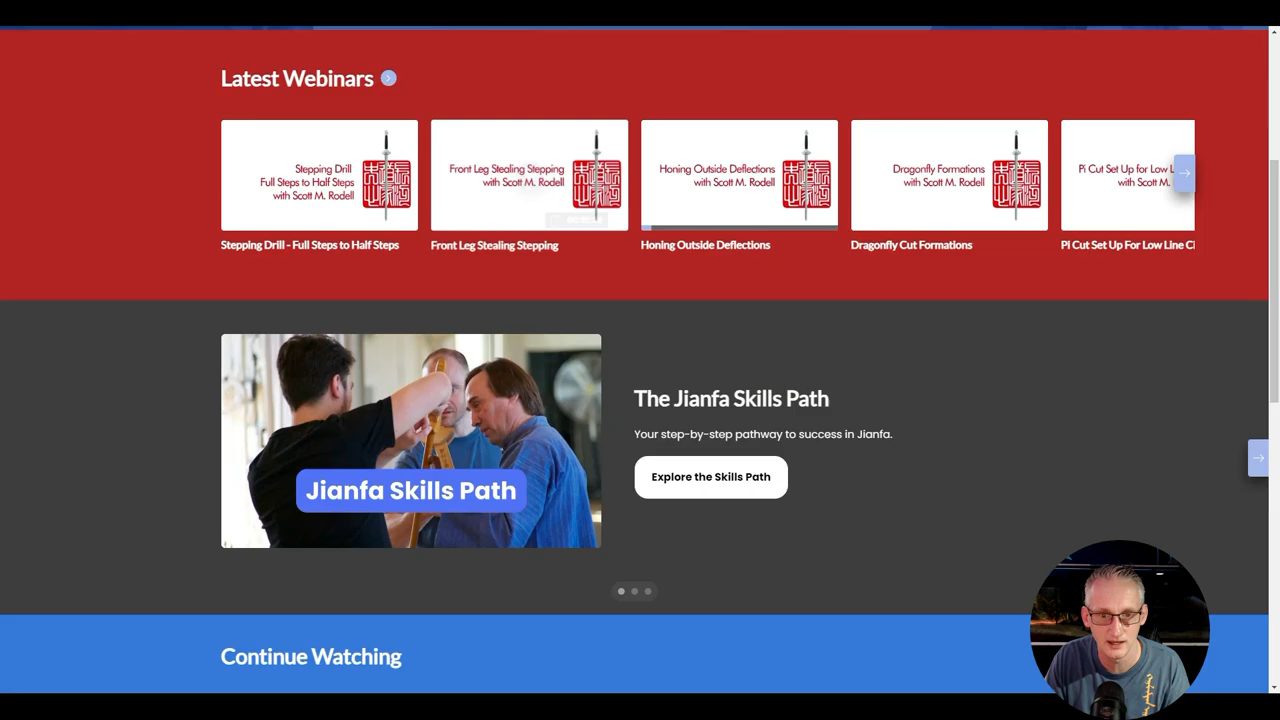 Latest Webinars
Stepping Drill
Full Steps to Half Steps
with Scott M. Rodell
Front Leg Stealing Stepping
with Scott M. Rodell
Honing Outside Deflections
with Scott M. Rodell
Dragonfly Formations
with Scott M. Rodell
Pi Cut Set Up for Low L
with Scott M.
Stepping Drill - Full Steps to Half Steps
Front Leg Stealing Stepping
Honing Outside Deflections
Dragonfly Cut Formations
Pi Cut Set Up For Low Line Cl
The Jianfa Skills Path
Your step-by-step pathway to success in Jianfa.
Explore the Skills Path
Jianfa Skills Path
Continue Watching